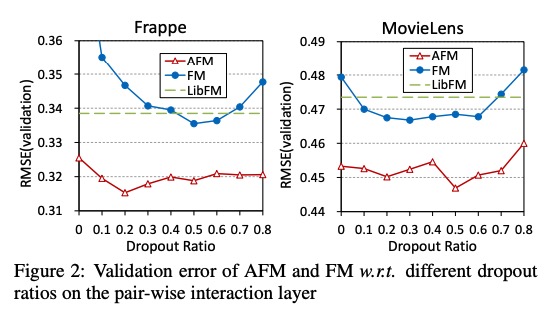 Frappe
0.36
0.35
0.34
0.33
0.32
0.31
RMSE(validation)
AFM
FM
LibFM
0 0.1 0.2 0.3 0.4 0.5 0.6 0.7 0.8
Dropout Ratio
MovieLens
0.49
0.48
0.47
0.46
0.45
0.44
RMSE(validation)
AFM
FM
LibFM
0 0.1 0.2 0.3 0.4 0.5 0.6 0.7 0.8
Dropout Ratio
Figure 2: Validation error of AFM and FM w.r.t. different dropout
ratios on the pair-wise interaction layer